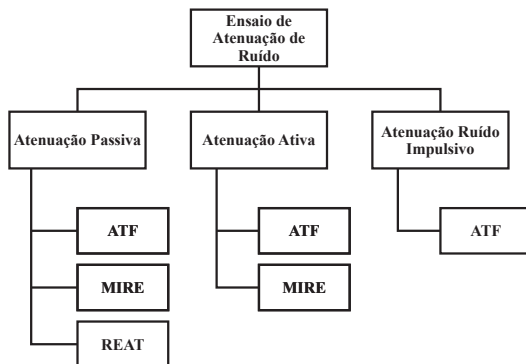 Ensaio de
Atenuação de
Ruído
Atenuação Passiva
Atenuação Ativa
Atenuação Ruído
Impulsivo
ATF
MIRE
REAT
ATF
MIRE
ATF